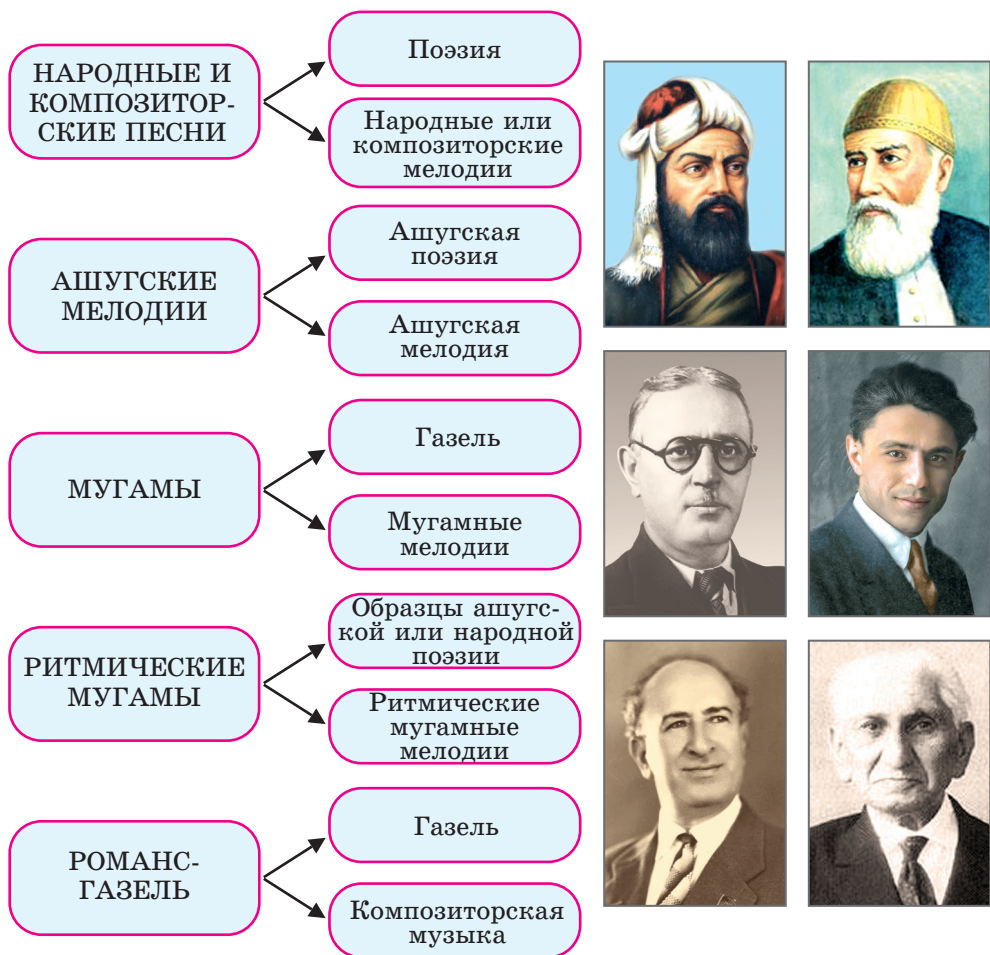 НАРОДНЫЕ И
КОМПОЗИТОР-
СКИЕ ПЕСНИ
Поэзия
Народные или
композиторские
мелодии
АШУГСКИЕ
МЕЛОДИИ
Ашугская
поэзия
Ашугская
мелодия
МУГАМЫ
Газель
Мугамные
мелодии
РИТМИЧЕСКИЕ
МУГАМЫ
Образцы ашугс-
кой или народной
поэзии
Ритмические
мугамные
мелодии
РОМАНС-
ГАЗЕЛЬ
Газель
Композиторская
музыка